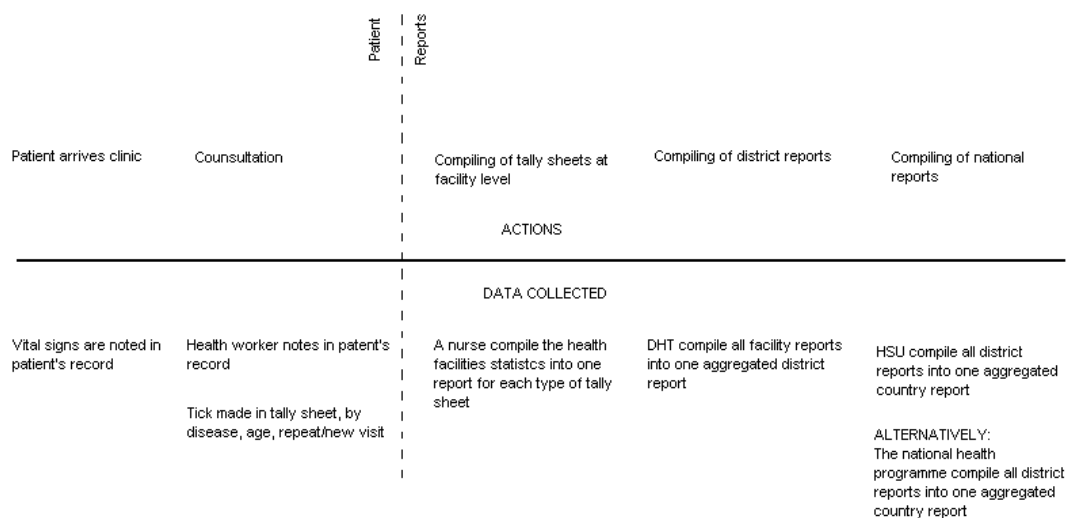 Patient
Reports
Patient arrives clinic
Counsultation
Compiling of tally sheets at
facility level
Compiling of district reports
Compiling of national
reports
ACTIONS
DATA COLLECTED
Vital signs are noted in
patient's record
Health worker notes in patent's
record
Tick made in tally sheet, by
disease, age, repeat/new visit
A nurse compile the health
facilities statistcs into one
report for each type of tally
sheet
DHT compile all facility reports
into one aggregated district
report
HSU compile all district
reports into one aggregated
country report
ALTERNATIVELY:
The national health
programme compile all district
reports into one aggregated
country report